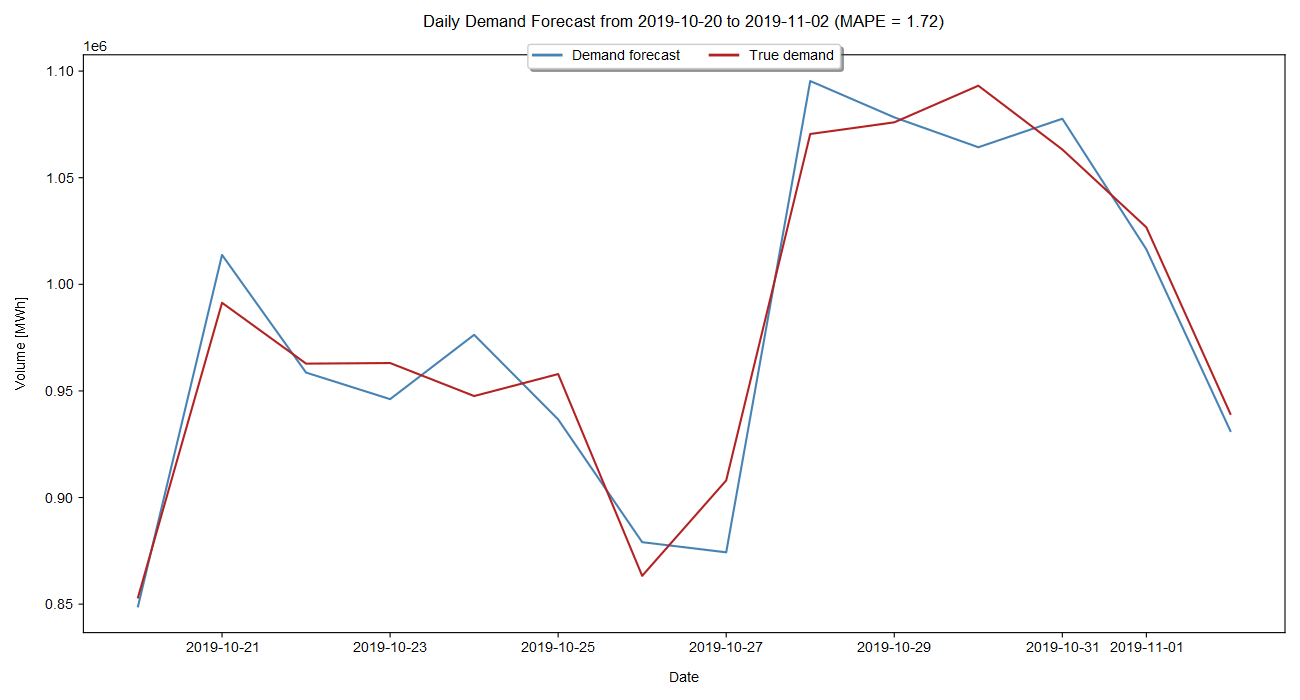 Daily Demand Forecast from 2019-10-20 to 2019-11-02 (MAPE = 1.72)
1e6
Demand forecast True demand
1.10
1.05
1.00
0.95
0.90
0.85
Volume [MWh]
2019-10-21 2019-10-23 2019-10-25 2019-10-27 2019-10-29 2019-10-31 2019-11-01
Date